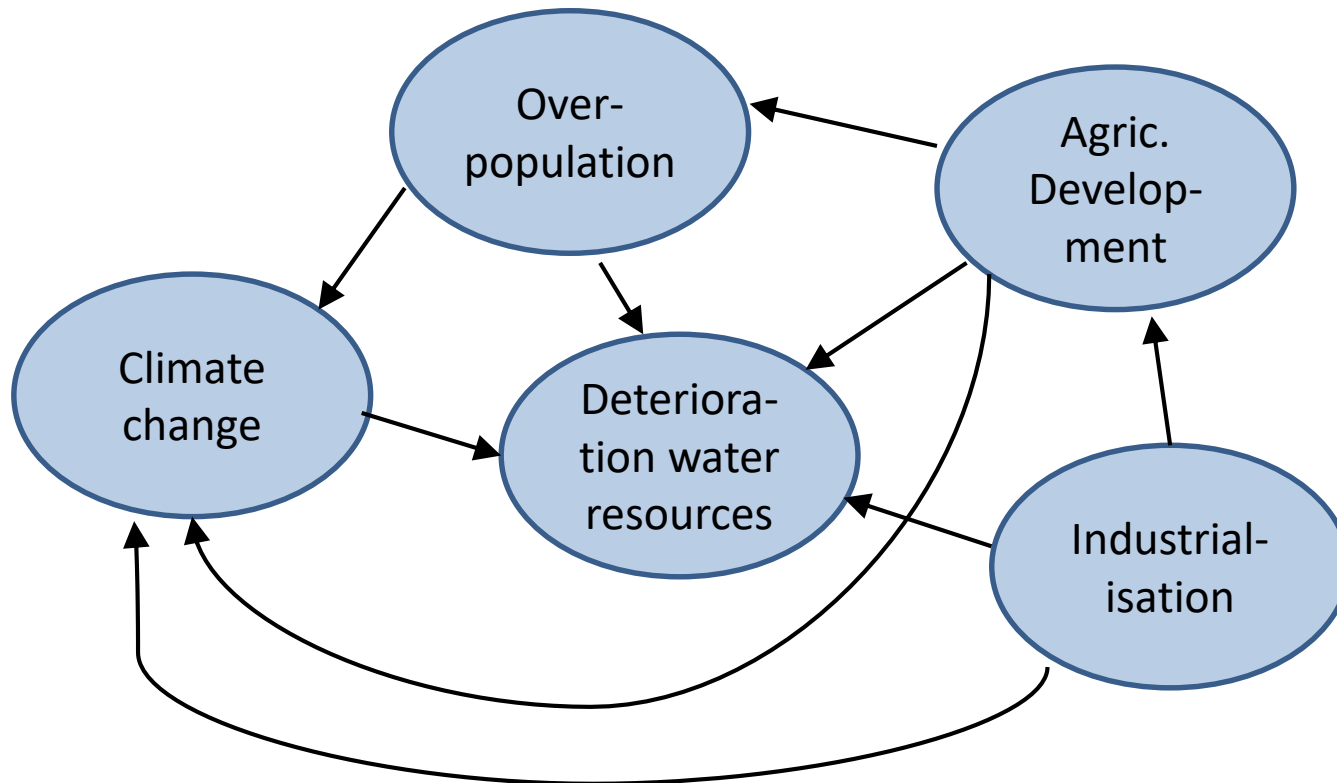 Over-
population
Agric.
Develop-
ment
Climate
change
Deteriora-
tion water
resources
Industrial-
isation